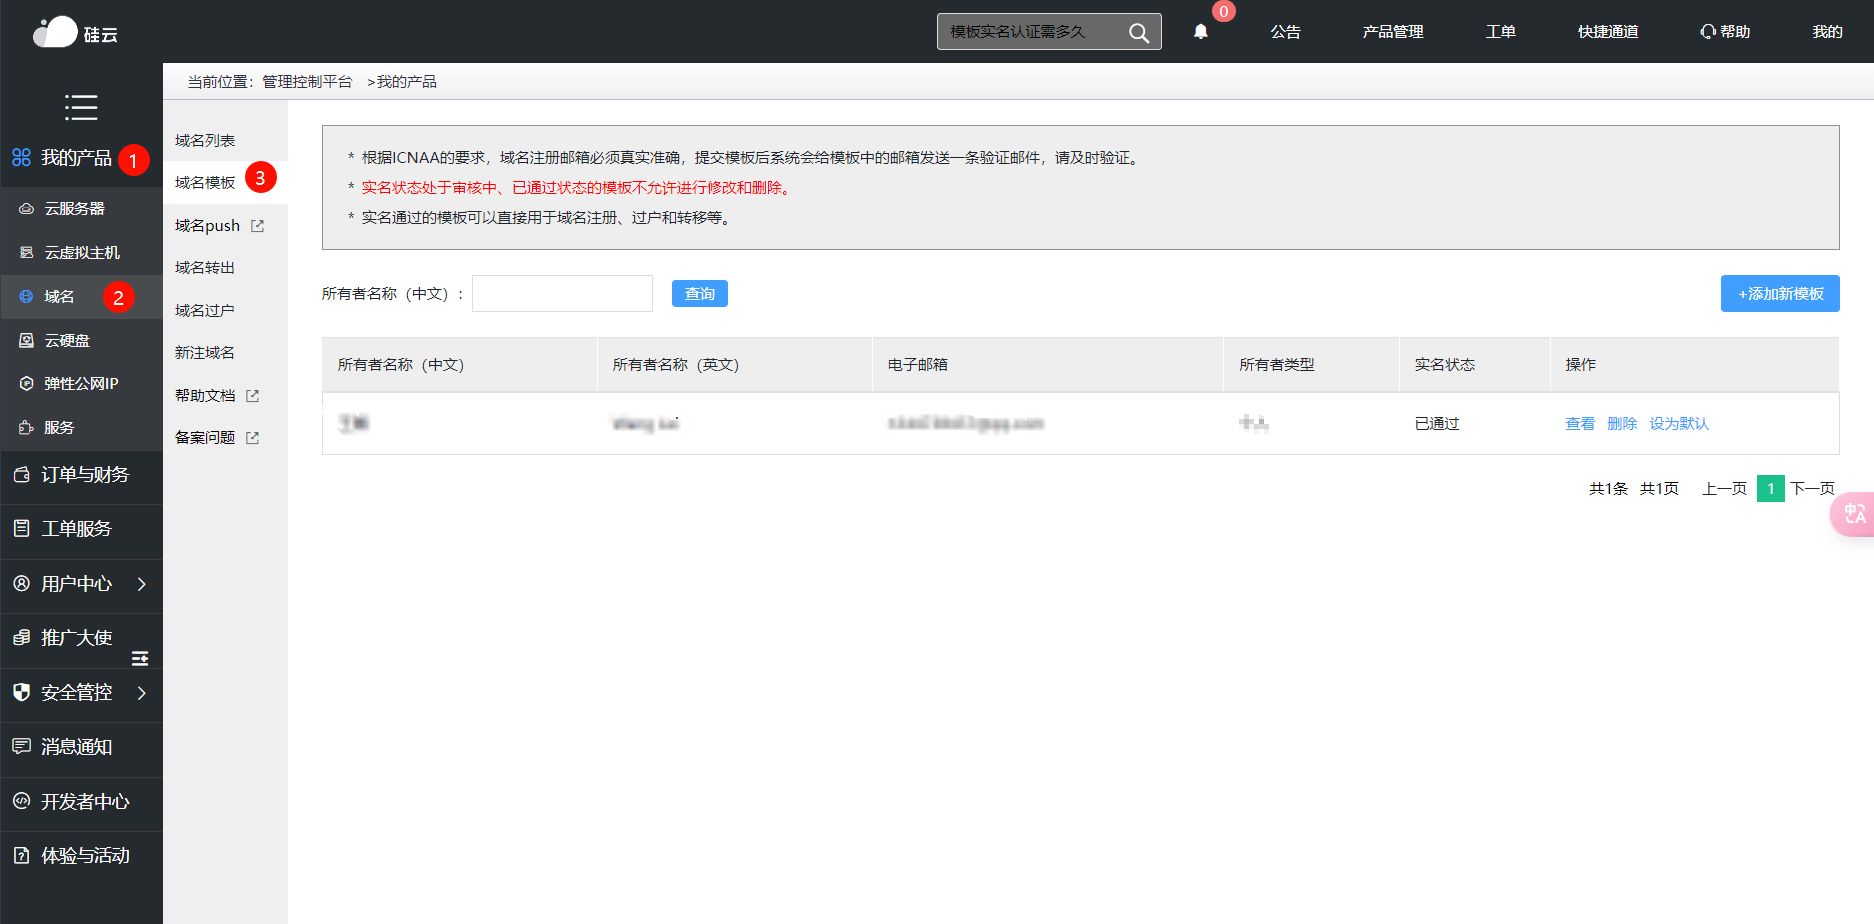 硅云
模板实名认证需多久
0
公告
产品管理
工单
快捷通道
帮助
我的
当前位置：管理控制平台 >我的产品
我的产品 1
云服务器
云虚拟主机
域名 2
云硬盘
弹性公网IP
服务
订单与财务
工单服务
用户中心
推广大使
安全管控
消息通知
开发者中心
体验与活动
域名列表
域名模板 3
域名push
域名转出
域名过户
新注域名
帮助文档
备案问题
* 根据ICNAA的要求，域名注册邮箱必须真实准确，提交模板后系统会给模板中的邮箱发送一条验证邮件，请及时验证。
* 实名状态处于审核中、已通过状态的模板不允许进行修改和删除。
* 实名通过的模板可以直接用于域名注册、过户和转移等。
所有者名称（中文）： 查询 +添加新模板
所有者名称（中文） 所有者名称（英文） 电子邮箱 所有者类型 实名状态 操作
已通过 查看 删除 设为默认
共1条 共1页 上一页 1 下一页
中A